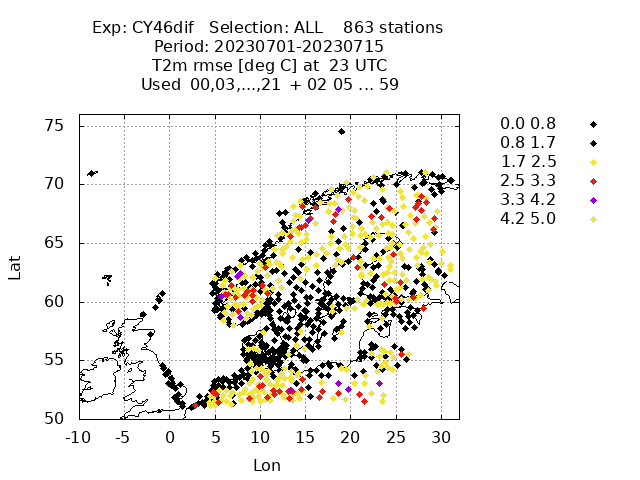 Exp: CY46dif   Selection: ALL    863 stations
Period: 20230701-20230715
T2m rmse [deg C] at  23 UTC
Used  00,03,...,21  + 02 05 ... 59
75
70
65
60
55
50
Lat
-10 -5 0 5 10 15 20 25 30
Lon
0.0 0.8
0.8 1.7
1.7 2.5
2.5 3.3
3.3 4.2
4.2 5.0